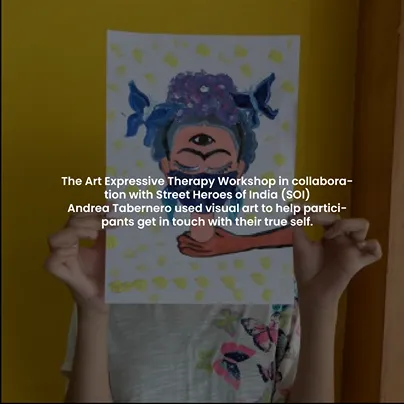 The Art Expressive Therapy Workshop in collabora-
tion with Street Heroes of India (SOI)
Andrea Tabernero used visual art to help partici-
pants get in touch with their true self.